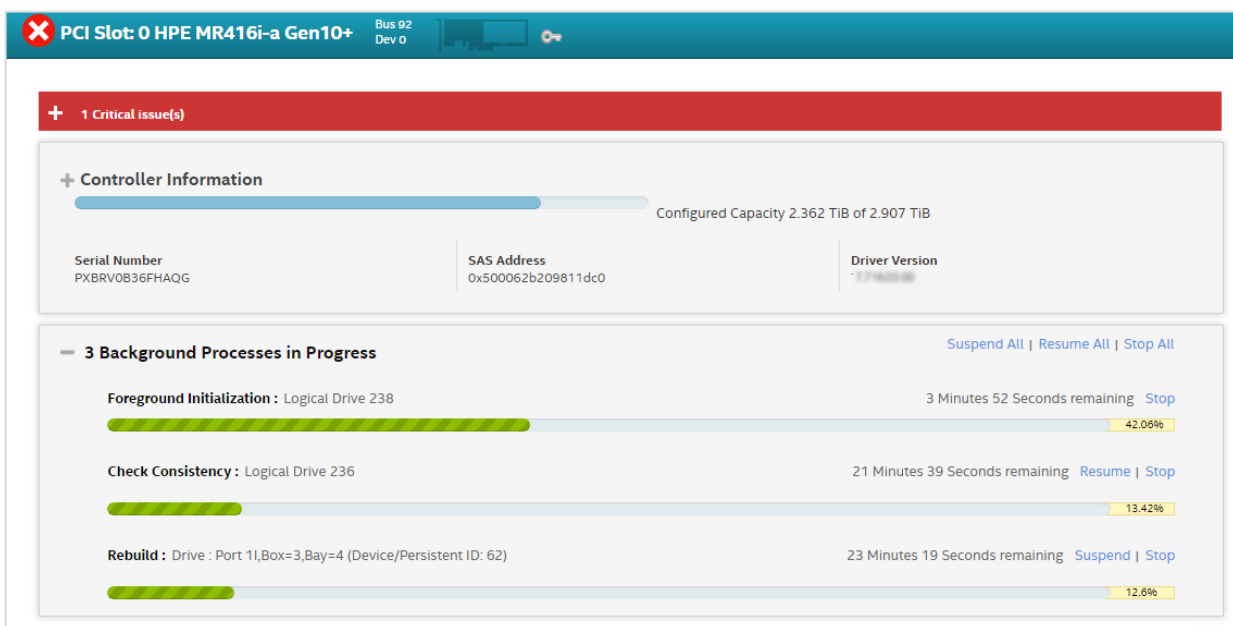 PCI Slot: 0 HPE MR416i-a Gen10+
Bus 92
Dev 0
1 Critical issue(s)
Controller Information
Configured Capacity 2.362 TiB of 2.907 TiB
Serial Number
PXBRV0B36FHAQG
SAS Address
0x500062b209811dc0
Driver Version
3 Background Processes in Progress
Suspend All | Resume All | Stop All
Foreground Initialization : Logical Drive 238
3 Minutes 52 Seconds remaining Stop
42.06%
Check Consistency : Logical Drive 236
21 Minutes 39 Seconds remaining Resume | Stop
13.42%
Rebuild : Drive : Port 1I,Box=3,Bay=4 (Device/Persistent ID: 62)
23 Minutes 19 Seconds remaining Suspend | Stop
12.6%